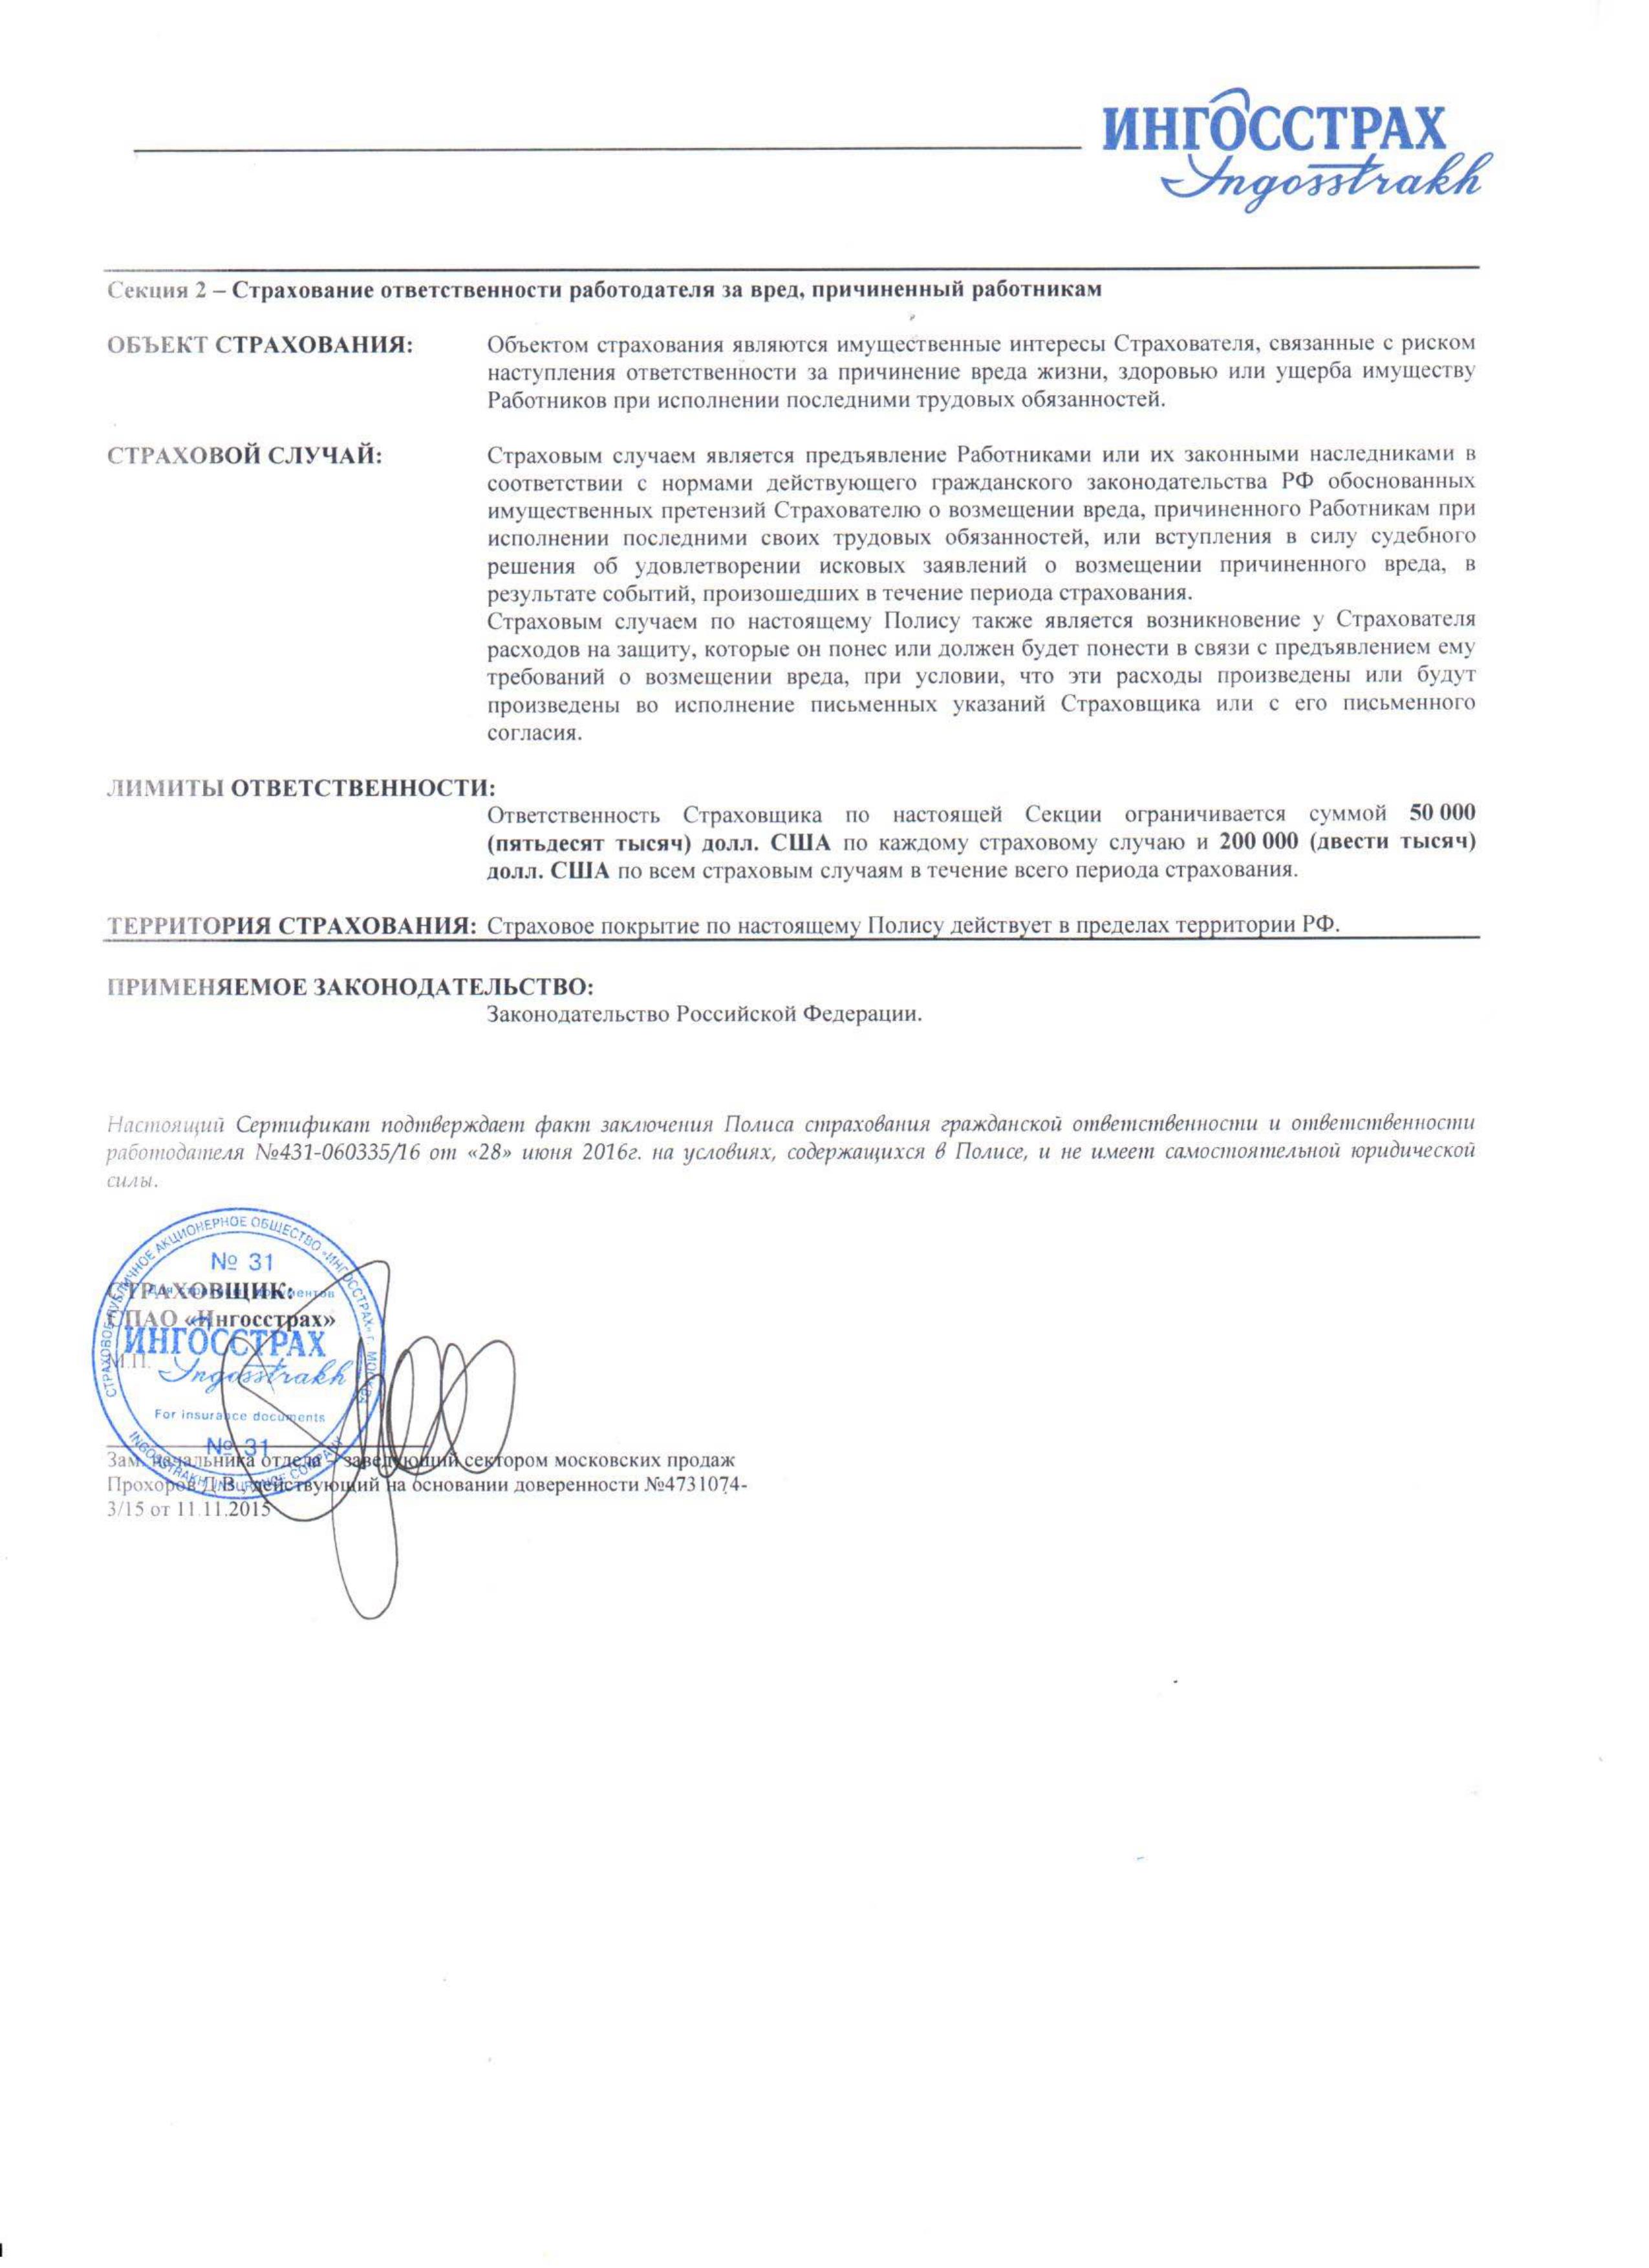 ИНГОССТРАХ
Ingosstrakh
Секция 2 – Страхование ответственности работодателя за вред, причиненный работникам
ОБЪЕКТ СТРАХОВАНИЯ: Объектом страхования являются имущественные интересы Страхователя, связанные с риском
наступления ответственности за причинение вреда жизни, здоровью или ущерба имуществу
Работников при исполнении последними трудовых обязанностей.
СТРАХОВОЙ СЛУЧАЙ: Страховым случаем является предъявление Работниками или их законными наследниками в
соответствии с нормами действующего гражданского законодательства РФ обоснованных
имущественных претензий Страхователю о возмещении вреда, причиненного Работникам при
исполнении последними своих трудовых обязанностей, или вступления в силу судебного
решения об удовлетворении исковых заявлений о возмещении причиненного вреда, в
результате событий, произошедших в течение периода страхования.
Страховым случаем по настоящему Полису также является возникновение у Страхователя
расходов на защиту, которые он понес или должен будет понести в связи с предъявлением ему
требований о возмещении вреда, при условии, что эти расходы произведены или будут
произведены во исполнение письменных указаний Страховщика или с его письменного
согласия.
ЛИМИТЫ ОТВЕТСТВЕННОСТИ:
Ответственность Страховщика по настоящей Секции ограничивается суммой 50 000
(пятьдесят тысяч) долл. США по каждому страховому случаю и 200 000 (двести тысяч)
долл. США по всем страховым случаям в течение всего периода страхования.
ТЕРРИТОРИЯ СТРАХОВАНИЯ: Страховое покрытие по настоящему Полису действует в пределах территории РФ.
ПРИМЕНЯЕМОЕ ЗАКОНОДАТЕЛЬСТВО:
Законодательство Российской Федерации.
Настоящий Сертификат подтверждает факт заключения Полиса страхования гражданской ответственности и ответственности
работодателя №431-060335/16 от «28» июня 2016г. на условиях, содержащихся в Полисе, и не имеет самостоятельной юридической
силы.
СТРАХОВОЕ ПУБЛИЧНОЕ АКЦИОНЕРНОЕ ОБЩЕСТВО «ИНГОССТРАХ» г. МОСКВА
№ 31
Для страховых документов
СТРАХОВЩИК:
СПАО «Ингосстрах»
ИНГОССТРАХ
М.П.
Ingosstrakh
For insurance documents
№ 31
INGOSSTRAKH INSURANCE COMPANY
Зам. начальника отдела – заведующий сектором московских продаж
Прохоров Д.В., действующий на основании доверенности №4731074-
3/15 от 11.11.2015